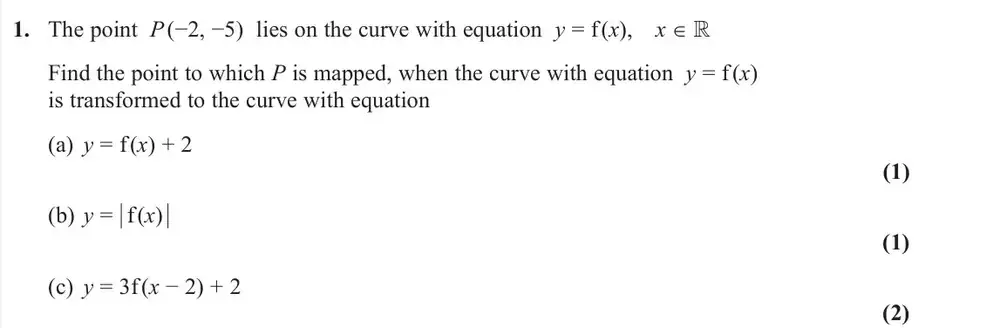 1. The point P(−2, −5) lies on the curve with equation y = f(x), x ∈ ℝ
Find the point to which P is mapped, when the curve with equation y = f(x)
is transformed to the curve with equation
(a) y = f(x) + 2
(1)
(b) y = |f(x)|
(1)
(c) y = 3f(x − 2) + 2
(2)